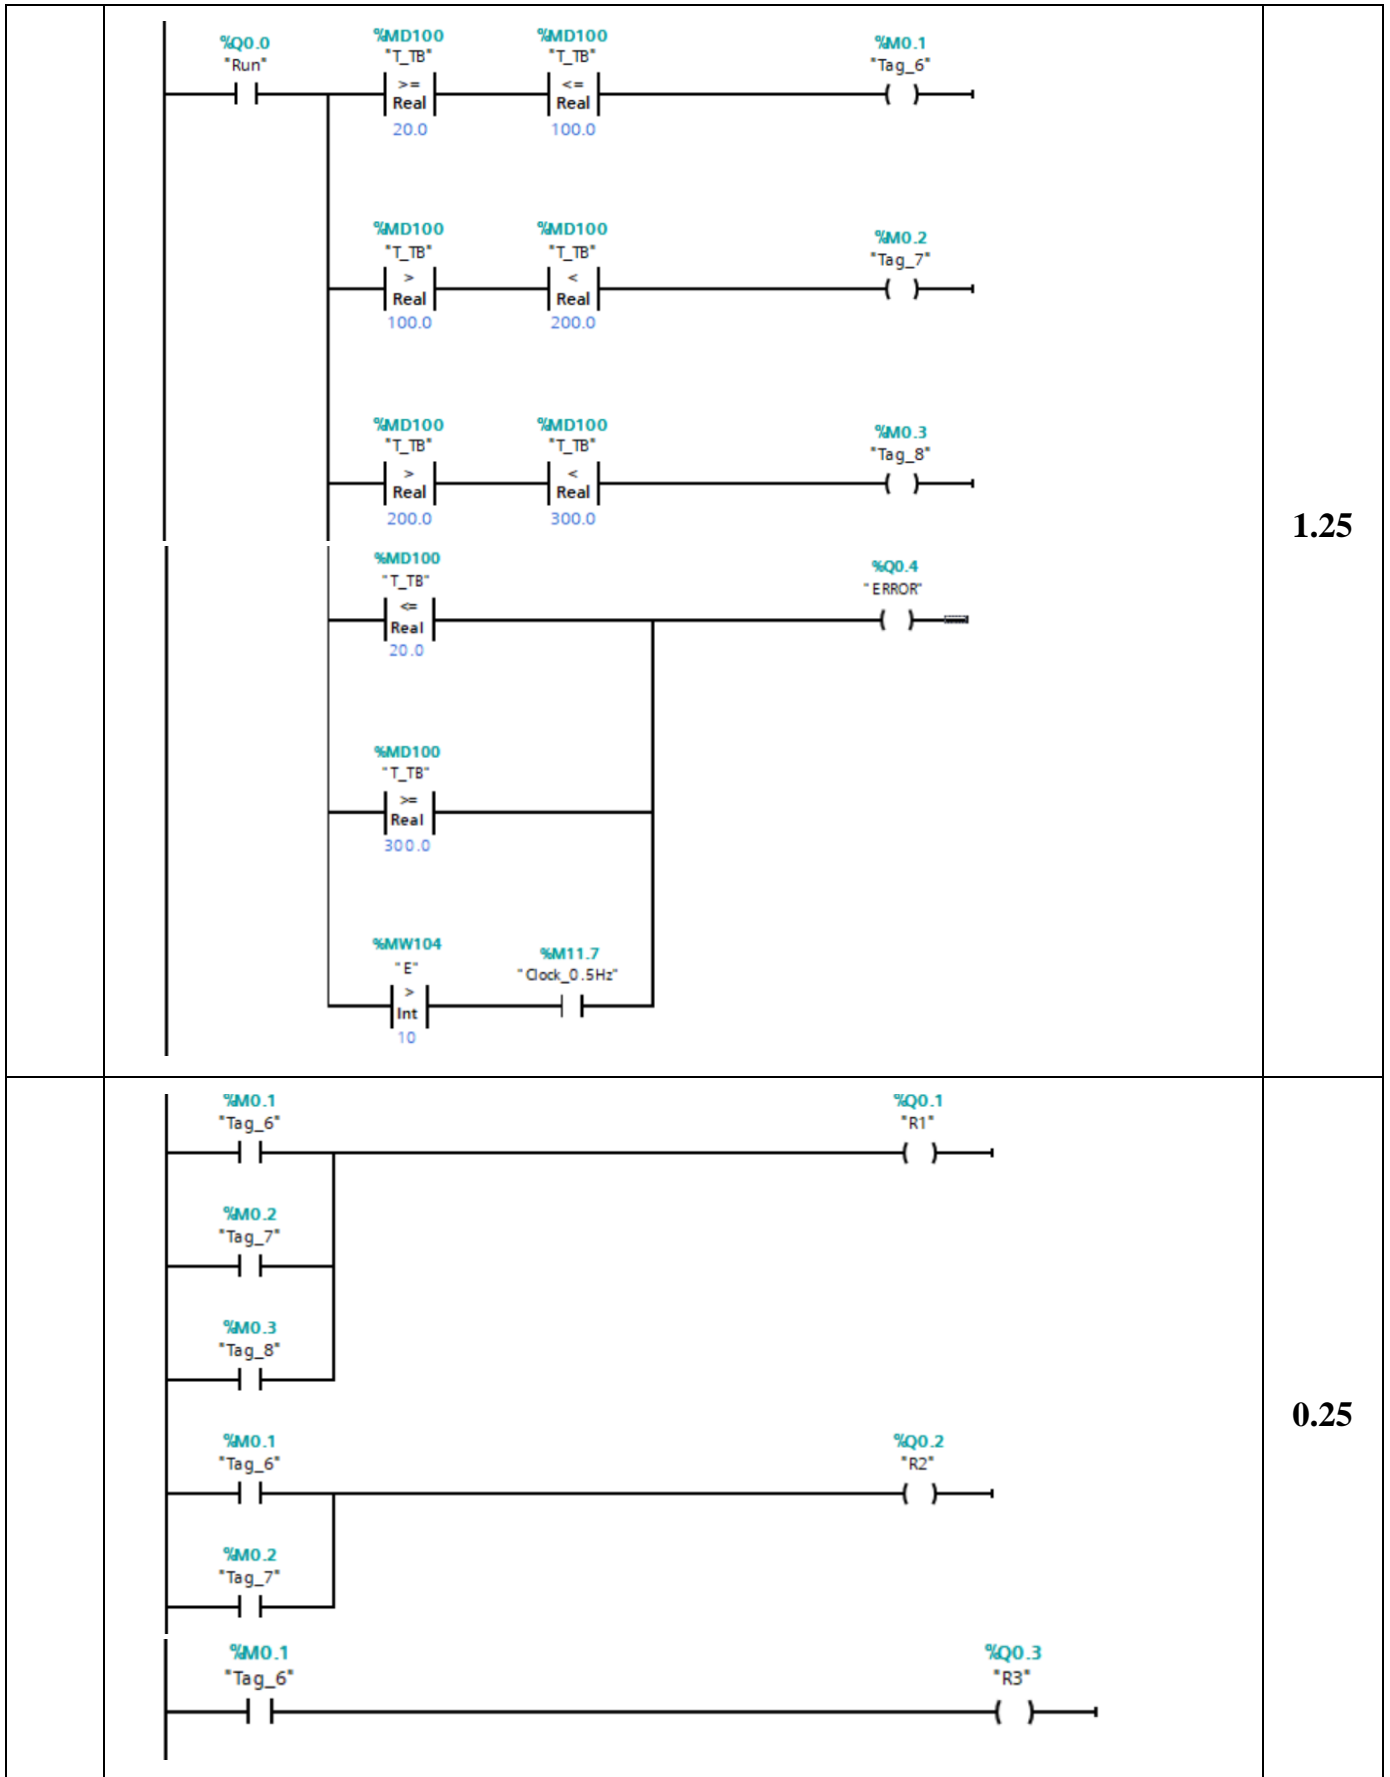 %Q0.0 %MD100 %MD100 %M0.1
"Run" "T_TB" "T_TB" "Tag_6"
>= <=
Real Real
20.0 100.0
%MD100 %MD100 %M0.2
"T_TB" "T_TB" "Tag_7"
> <
Real Real
100.0 200.0
%MD100 %MD100 %M0.3
"T_TB" "T_TB" "Tag_8"
> <
Real Real
200.0 300.0
1.25
%MD100 %Q0.4
"T_TB" "ERROR"
<=
Real
20.0
%MD100
"T_TB"
>=
Real
300.0
%MW104 %M11.7
"E" "Clock_0.5Hz"
>
Int
10
%M0.1 %Q0.1
"Tag_6" "R1"
%M0.2
"Tag_7"
%M0.3
"Tag_8"
0.25
%M0.1 %Q0.2
"Tag_6" "R2"
%M0.2
"Tag_7"
%M0.1 %Q0.3
"Tag_6" "R3"